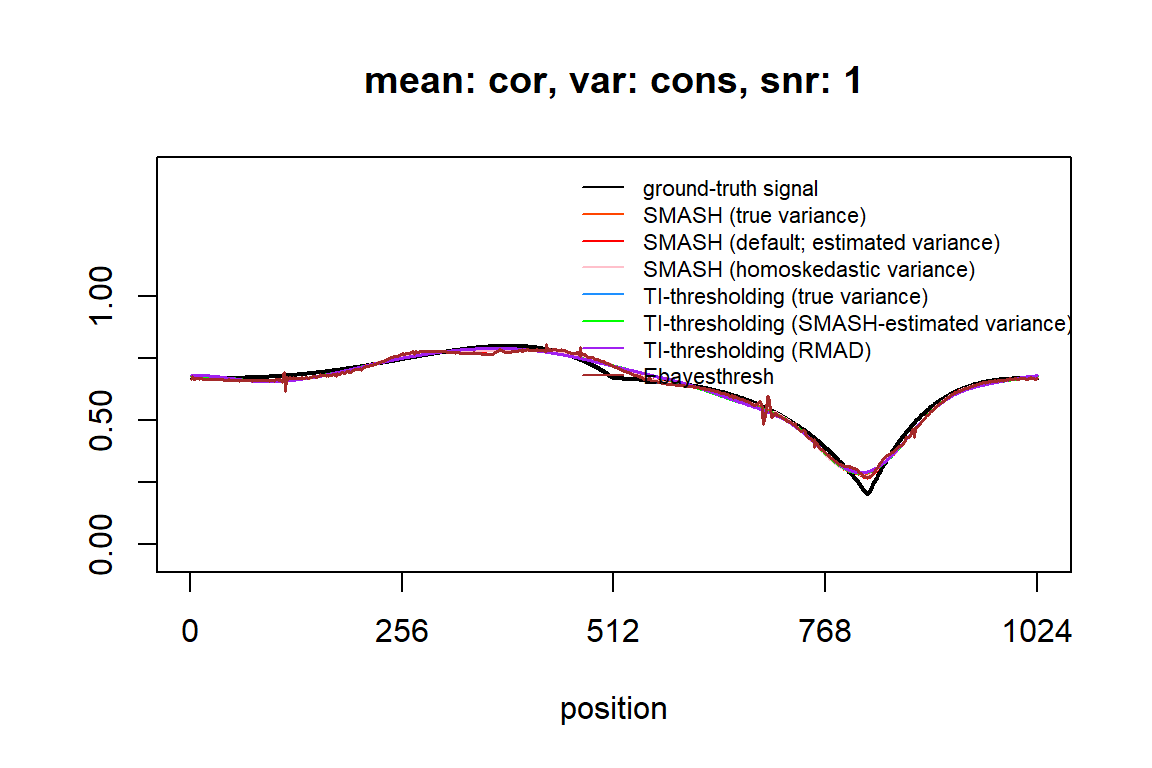 mean: cor, var: cons, snr: 1
ground-truth signal
SMASH (true variance)
SMASH (default; estimated variance)
SMASH (homoskedastic variance)
TI-thresholding (true variance)
TI-thresholding (SMASH-estimated variance)
TI-thresholding (RMAD)
Ebayesthresh
1.00
0.50
0.00
0 256 512 768 1024
position